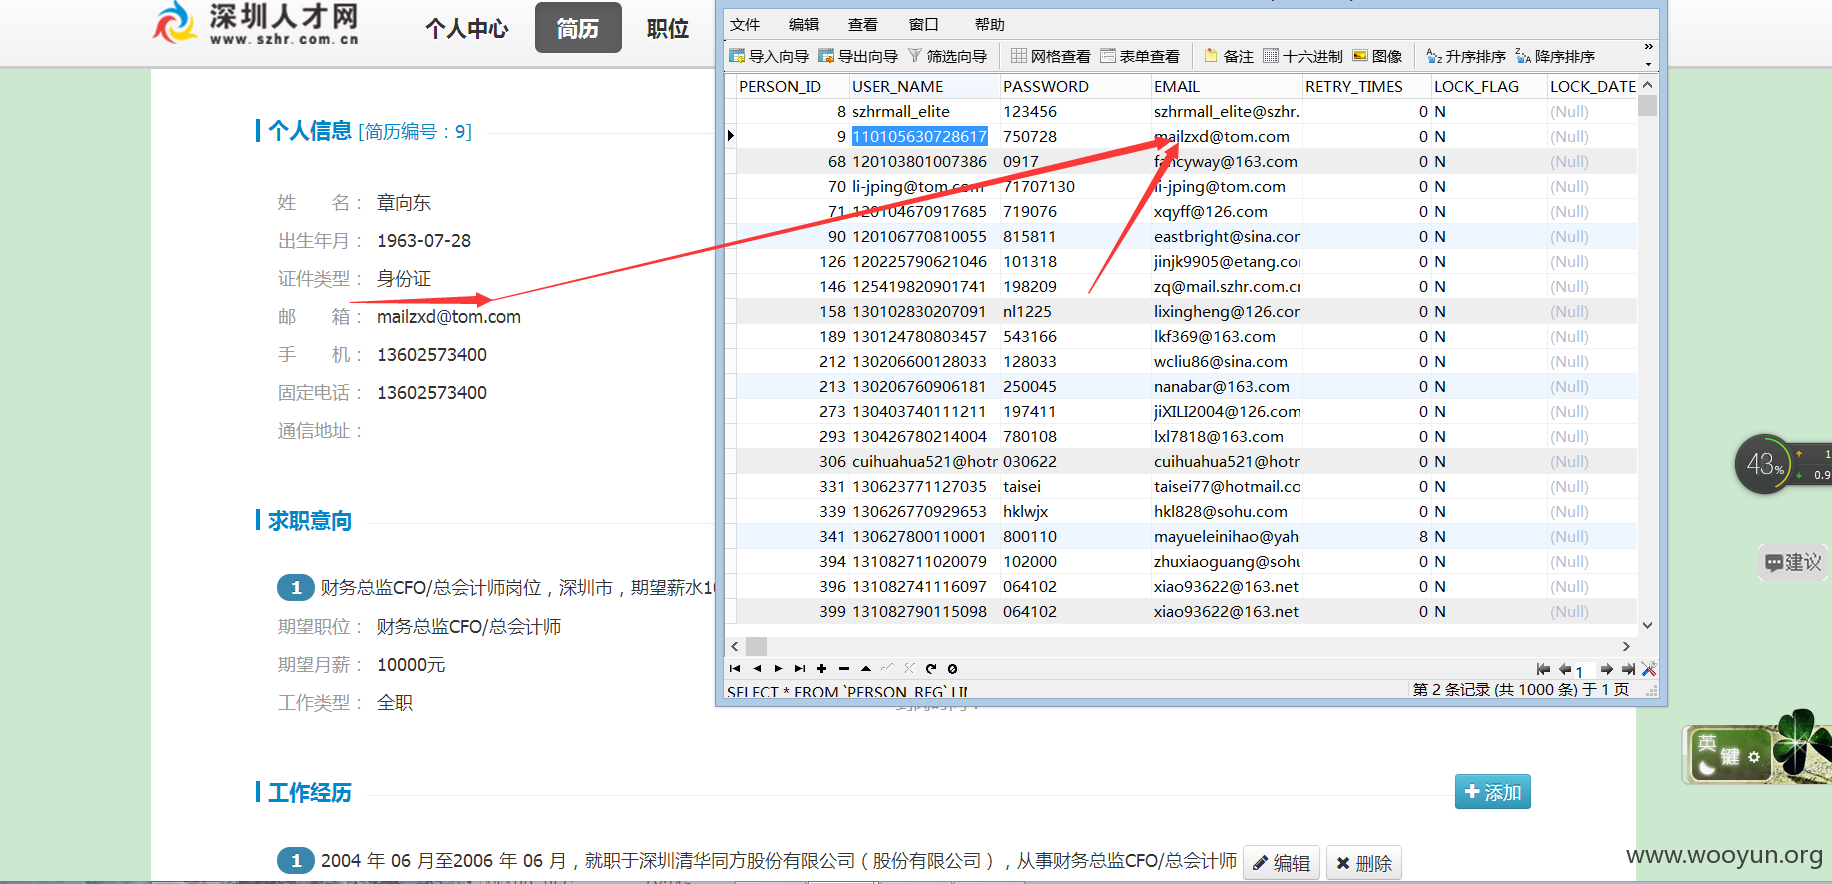 深圳人才网
www.szhr.com.cn
个人中心 简历 职位
个人信息 [简历编号：9]
姓 名： 章向东
出生年月： 1963-07-28
证件类型： 身份证
邮 箱： mailzxd@tom.com
手 机： 13602573400
固定电话： 13602573400
通信地址：
求职意向
1 财务总监CFO/总会计师岗位，深圳市，期望薪水1
期望职位： 财务总监CFO/总会计师
期望月薪： 10000元
工作类型： 全职
工作经历
添加
1 2004 年 06 月至2006 年 06 月，就职于深圳清华同方股份有限公司（股份有限公司），从事财务总监CFO/总会计师 编辑 删除
文件 编辑 查看 窗口 帮助
导入向导 导出向导 筛选向导 网格查看 表单查看 备注 十六进制 图像 升序排序 降序排序
PERSON_ID USER_NAME PASSWORD EMAIL RETRY_TIMES LOCK_FLAG LOCK_DATE
8 szhrmall_elite 123456 szhrmall_elite@szhr. 0 N (Null)
9 110105630728617 750728 mailzxd@tom.com 0 N (Null)
68 120103801007386 0917 fancyway@163.com 0 N (Null)
70 li-jping@tom.com 71707130 li-jping@tom.com 0 N (Null)
71 120104670917685 719076 xqyff@126.com 0 N (Null)
90 120106770810055 815811 eastbright@sina.cor 0 N (Null)
126 120225790621046 101318 jinjk9905@etang.co 0 N (Null)
146 125419820901741 198209 zq@mail.szhr.com.c 0 N (Null)
158 130102830207091 nl1225 lixingheng@126.cor 0 N (Null)
189 130124780803457 543166 lkf369@163.com 0 N (Null)
212 130206600128033 128033 wcliu86@sina.com 0 N (Null)
213 130206760906181 250045 nanabar@163.com 0 N (Null)
273 130403740111211 197411 jiXILI2004@126.com 0 N (Null)
293 130426780214004 780108 lxl7818@163.com 0 N (Null)
306 cuihuahua521@hotr 030622 cuihuahua521@hotr 0 N (Null)
331 130623771127035 taisei taisei77@hotmail.co 0 N (Null)
339 130626770929653 hklwjx hkl828@sohu.com 0 N (Null)
341 130627800110001 800110 mayueleinihao@yah 8 N (Null)
394 131082711020079 102000 zhuxiaoguang@soh 0 N (Null)
396 131082741116097 064102 xiao93622@163.net 0 N (Null)
399 131082790115098 064102 xiao93622@163.net 0 N (Null)
1
SELECT * FROM `PERSON_REG` LI
第 2 条记录 (共 1000 条) 于 1 页
43%
1
0.9
建议
英 键
www.wooyun.org